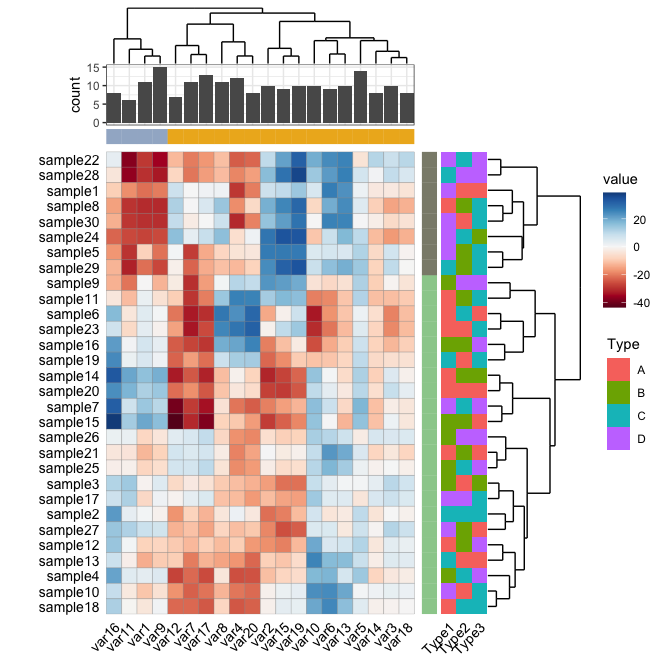 15
10
5
0
count
sample22
sample28
sample1
sample8
sample30
sample24
sample5
sample29
sample9
sample11
sample6
sample23
sample16
sample19
sample14
sample20
sample7
sample15
sample26
sample21
sample25
sample3
sample17
sample2
sample27
sample12
sample13
sample4
sample10
sample18
var16
var11
var1
var9
var12
var7
var17
var8
var4
var20
var2
var15
var19
var10
var6
var13
var5
var14
var3
var18
Type1
Type2
Type3
value
20
0
-20
-40
Type
A
B
C
D